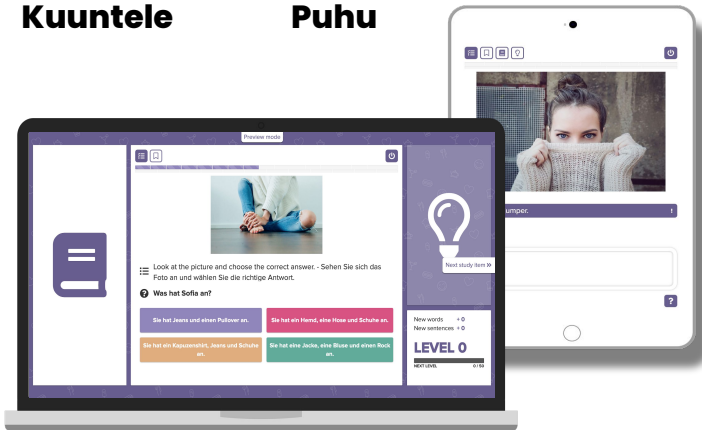 Kuuntele
Puhu
Preview mode
Look at the picture and choose the correct answer. - Sehen Sie sich das
Foto an und wählen Sie die richtige Antwort.
Was hat Sofia an?
Sie hat Jeans und einen Pullover an.
Sie hat ein Hemd, eine Hose und Schuhe an.
Sie hat ein Kapuzenshirt, Jeans und Schuhe
an.
Sie hat eine Jacke, eine Bluse und einen Rock
an.
Next study item »
New words + 0
New sentences + 0
LEVEL 0
NEXT LEVEL 0 / 50
umper. !
?